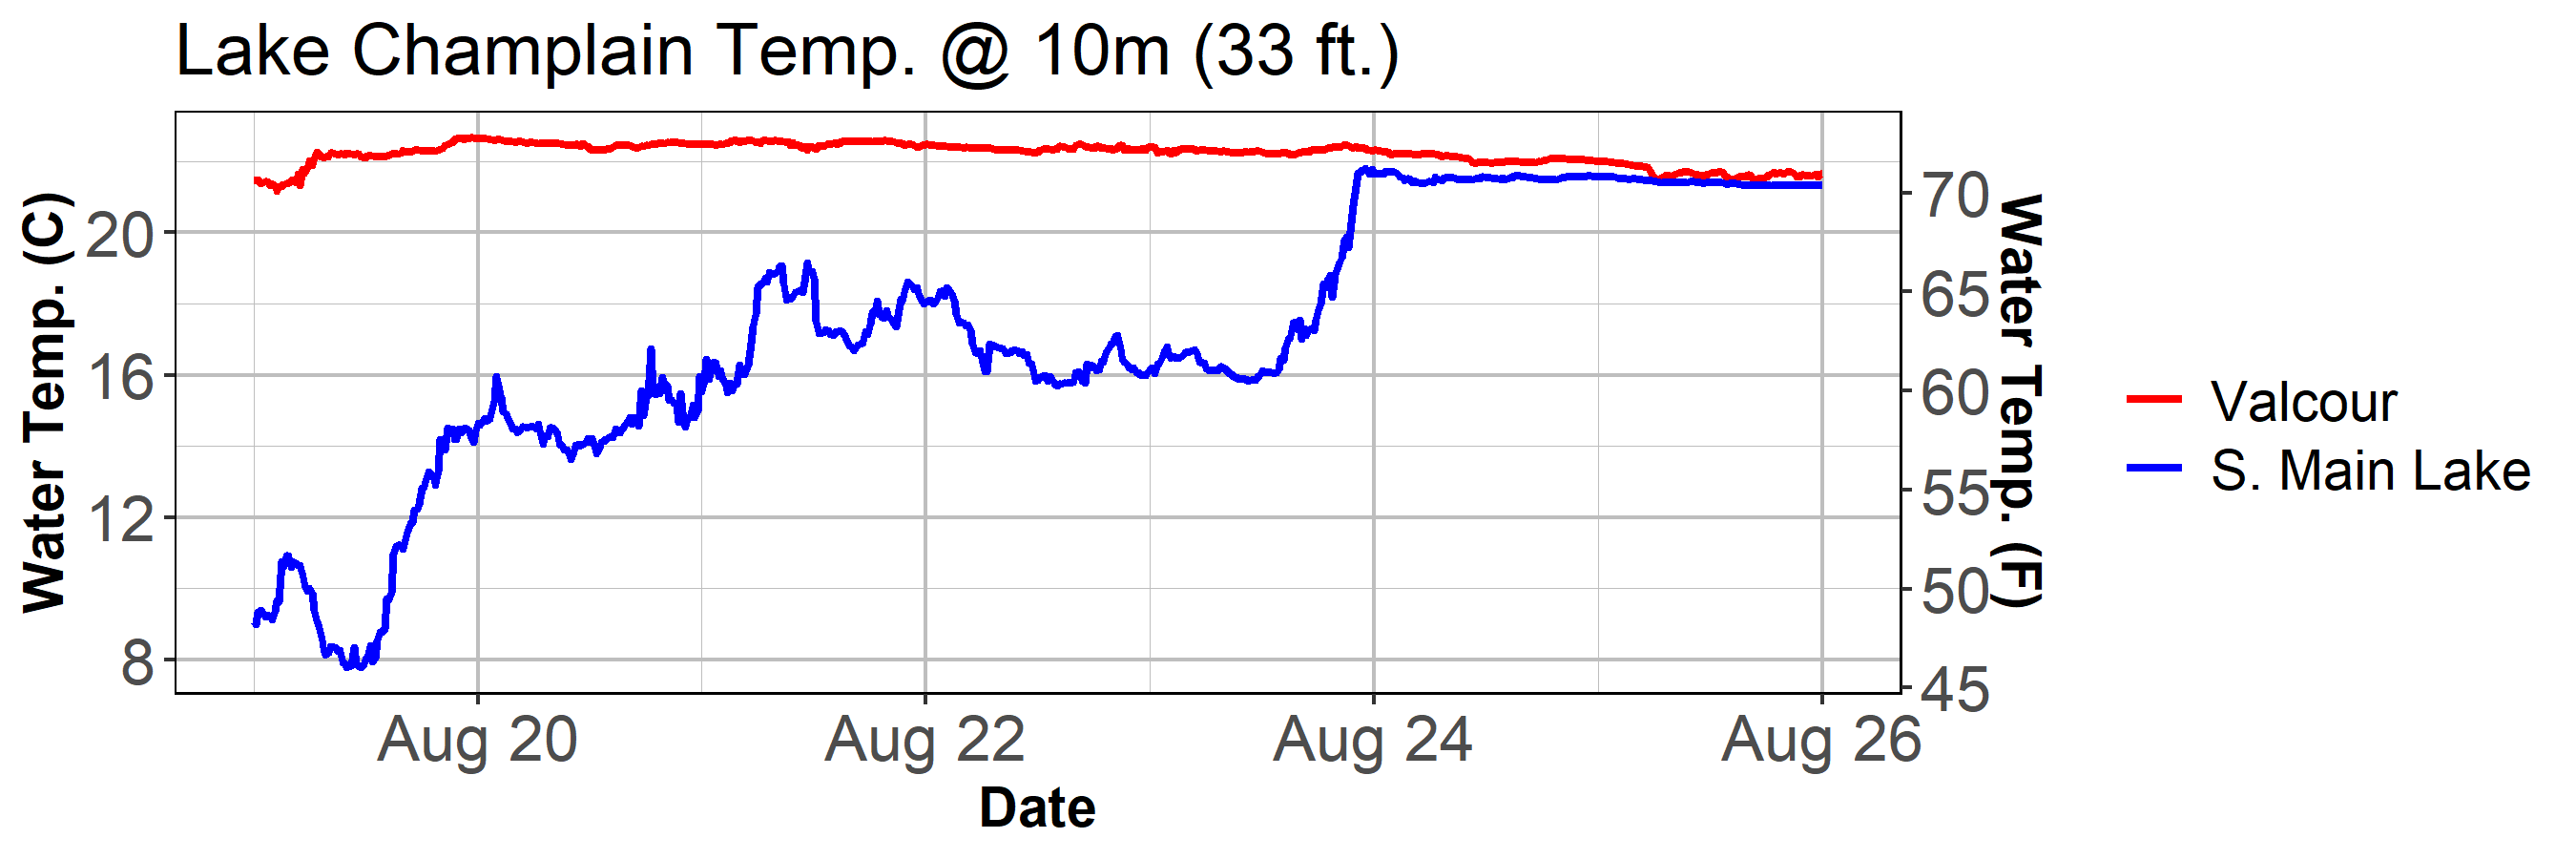 Lake Champlain Temp. @ 10m (33 ft.)
Water Temp. (C)
20
16
12
8
70
65
60
55
50
45
Water Temp. (F)
Aug 20
Aug 22
Aug 24
Aug 26
Date
Valcour
S. Main Lake